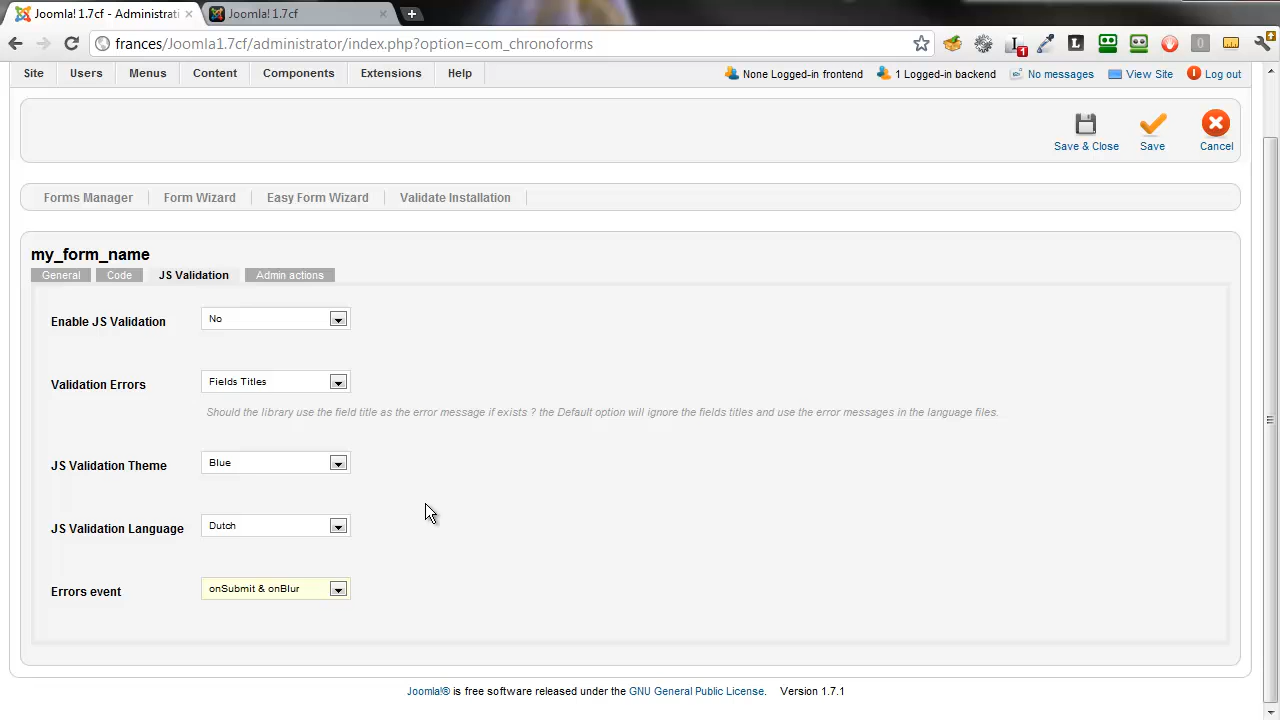 Joomla! 1.7cf - Administrati
Joomla! 1.7cf
frances/Joomla1.7cf/administrator/index.php?option=com_chronoforms
Site Users Menus Content Components Extensions Help
None Logged-in frontend 1 Logged-in backend No messages View Site Log out
Save & Close Save Cancel
Forms Manager Form Wizard Easy Form Wizard Validate Installation
my_form_name
General Code JS Validation Admin actions
Enable JS Validation No
Validation Errors Fields Titles
Should the library use the field title as the error message if exists ? the Default option will ignore the fields titles and use the error messages in the language files.
JS Validation Theme Blue
JS Validation Language Dutch
Errors event onSubmit & onBlur
Joomla!® is free software released under the GNU General Public License. Version 1.7.1